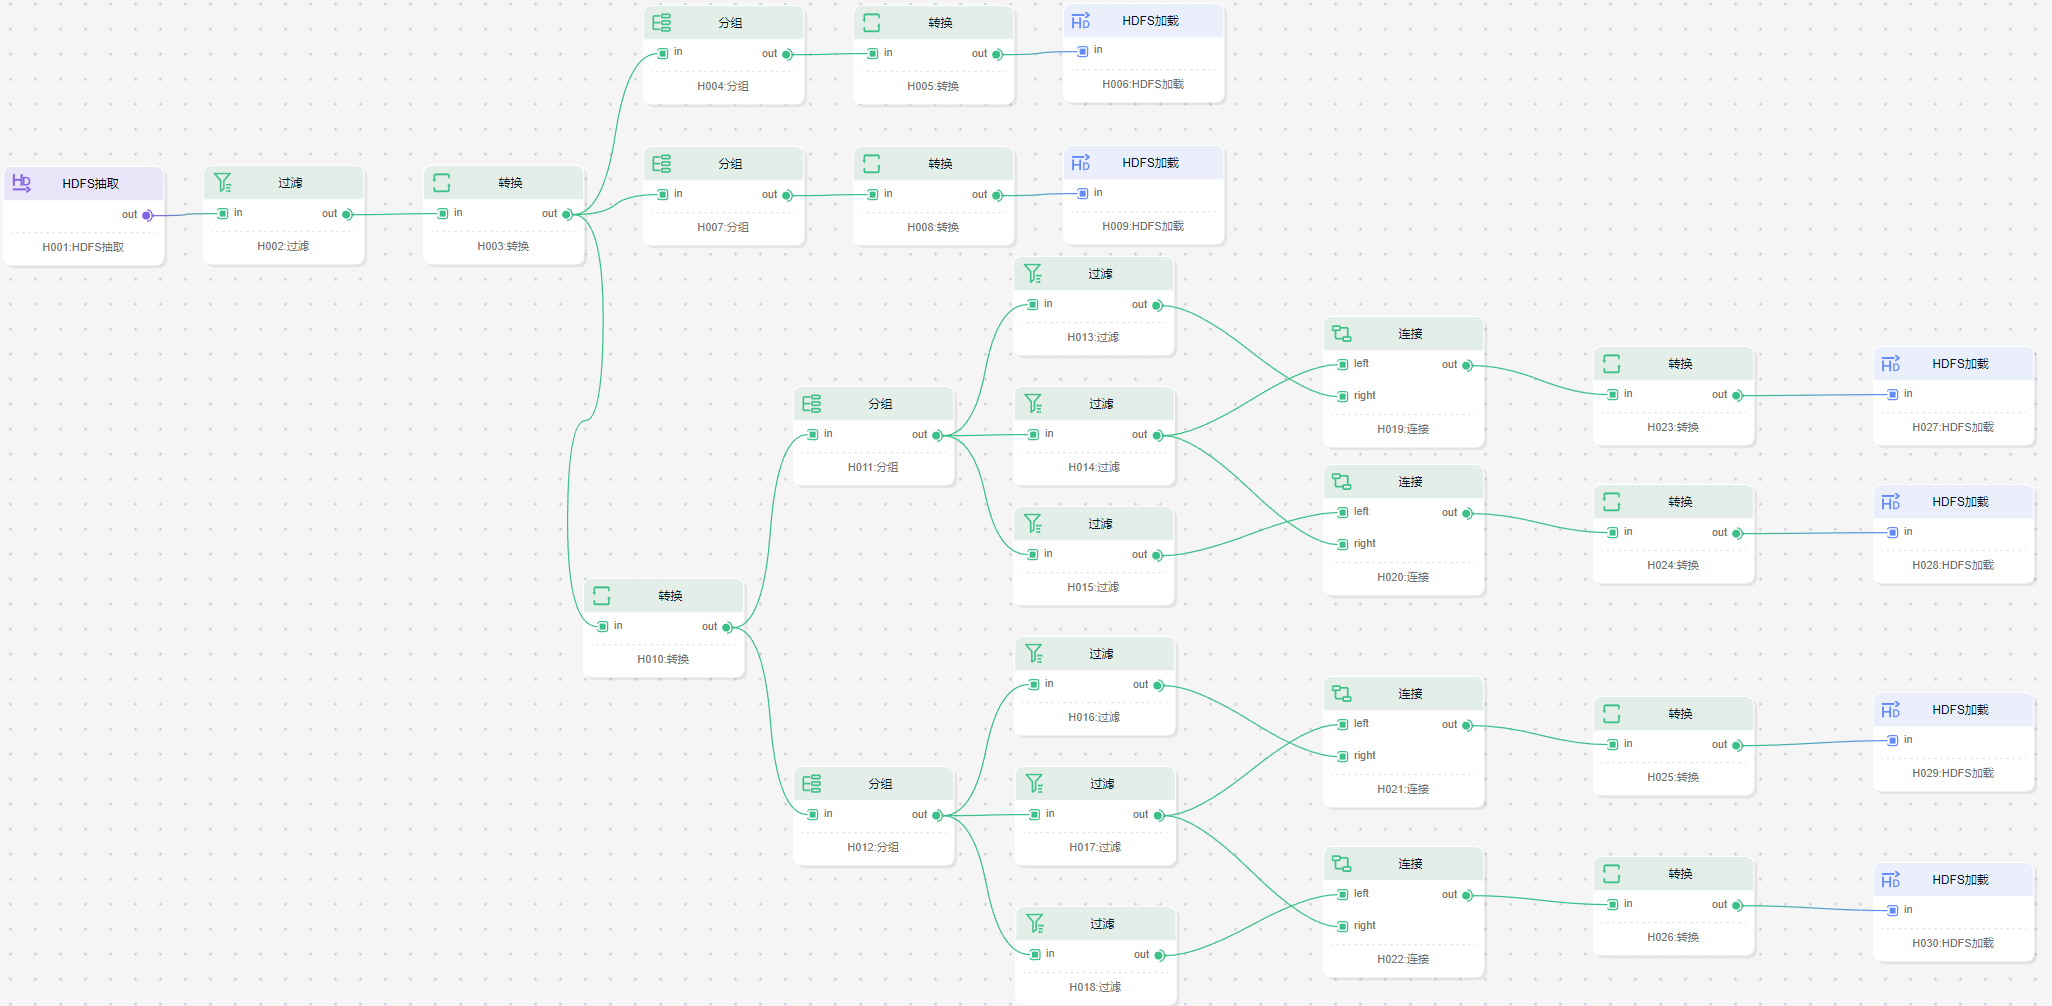 分组
in
out
H004:分组
转换
in
out
H005:转换
HDFS加载
in
H006:HDFS加载
HDFS抽取
out
H001:HDFS抽取
过滤
in
out
H002:过滤
转换
in
out
H003:转换
分组
in
out
H007:分组
转换
in
out
H008:转换
HDFS加载
in
H009:HDFS加载
过滤
in
out
H013:过滤
分组
in
out
H011:分组
过滤
in
out
H014:过滤
过滤
in
out
H015:过滤
连接
left
out
right
H019:连接
转换
in
out
H023:转换
HDFS加载
in
H027:HDFS加载
连接
left
out
right
H020:连接
转换
in
out
H024:转换
HDFS加载
in
H028:HDFS加载
转换
in
out
H010:转换
过滤
in
out
H016:过滤
分组
in
out
H012:分组
过滤
in
out
H017:过滤
过滤
in
out
H018:过滤
连接
left
out
right
H021:连接
转换
in
out
H025:转换
HDFS加载
in
H029:HDFS加载
连接
left
out
right
H022:连接
转换
in
out
H026:转换
HDFS加载
in
H030:HDFS加载